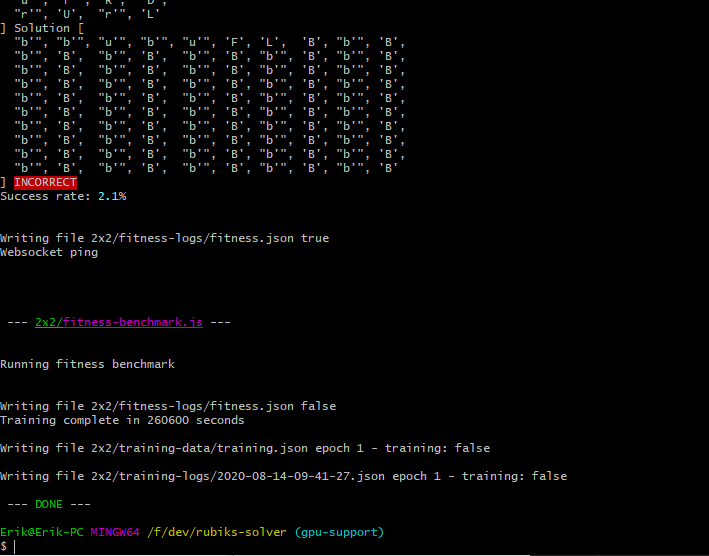 "r'", 'U', "r'", 'L'
] Solution [
"b'", "b'", "u'", "b'", "u'", 'F', 'L', 'B', "b'", 'B',
"b'", 'B', "b'", 'B', "b'", 'B', "b'", 'B', "b'", 'B',
"b'", 'B', "b'", 'B', "b'", 'B', "b'", 'B', "b'", 'B',
"b'", 'B', "b'", 'B', "b'", 'B', "b'", 'B', "b'", 'B',
"b'", 'B', "b'", 'B', "b'", 'B', "b'", 'B', "b'", 'B',
"b'", 'B', "b'", 'B', "b'", 'B', "b'", 'B', "b'", 'B',
"b'", 'B', "b'", 'B', "b'", 'B', "b'", 'B', "b'", 'B',
"b'", 'B', "b'", 'B', "b'", 'B', "b'", 'B', "b'", 'B',
"b'", 'B', "b'", 'B', "b'", 'B', "b'", 'B', "b'", 'B',
"b'", 'B', "b'", 'B', "b'", 'B', "b'", 'B', "b'", 'B'
] INCORRECT
Success rate: 2.1%
Writing file 2x2/fitness-logs/fitness.json true
Websocket ping
--- 2x2/fitness-benchmark.js ---
Running fitness benchmark
Writing file 2x2/fitness-logs/fitness.json false
Training complete in 260600 seconds
Writing file 2x2/training-data/training.json epoch 1 - training: false
Writing file 2x2/training-logs/2020-08-14-09-41-27.json epoch 1 - training: false
--- DONE ---
Erik@Erik-PC MINGW64 /f/dev/rubiks-solver (gpu-support)
$